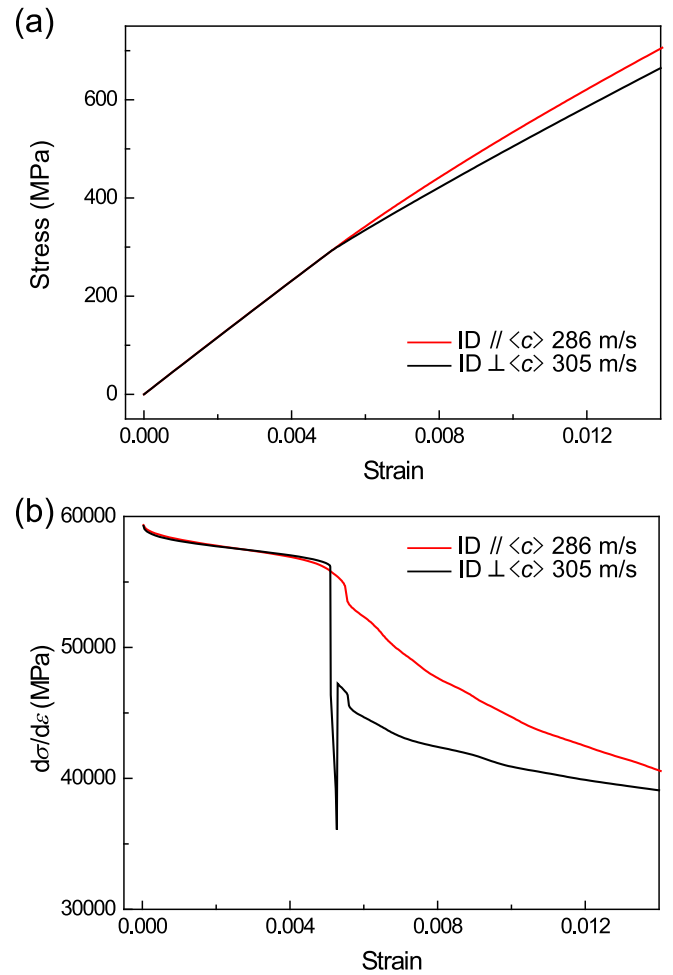 (a)
600
400
200
0
Stress (MPa)
ID // <c> 286 m/s
ID ⊥ <c> 305 m/s
0.000 0.004 0.008 0.012
Strain
(b)
60000
50000
40000
30000
dσ/dε (MPa)
ID // <c> 286 m/s
ID ⊥ <c> 305 m/s
0.000 0.004 0.008 0.012
Strain